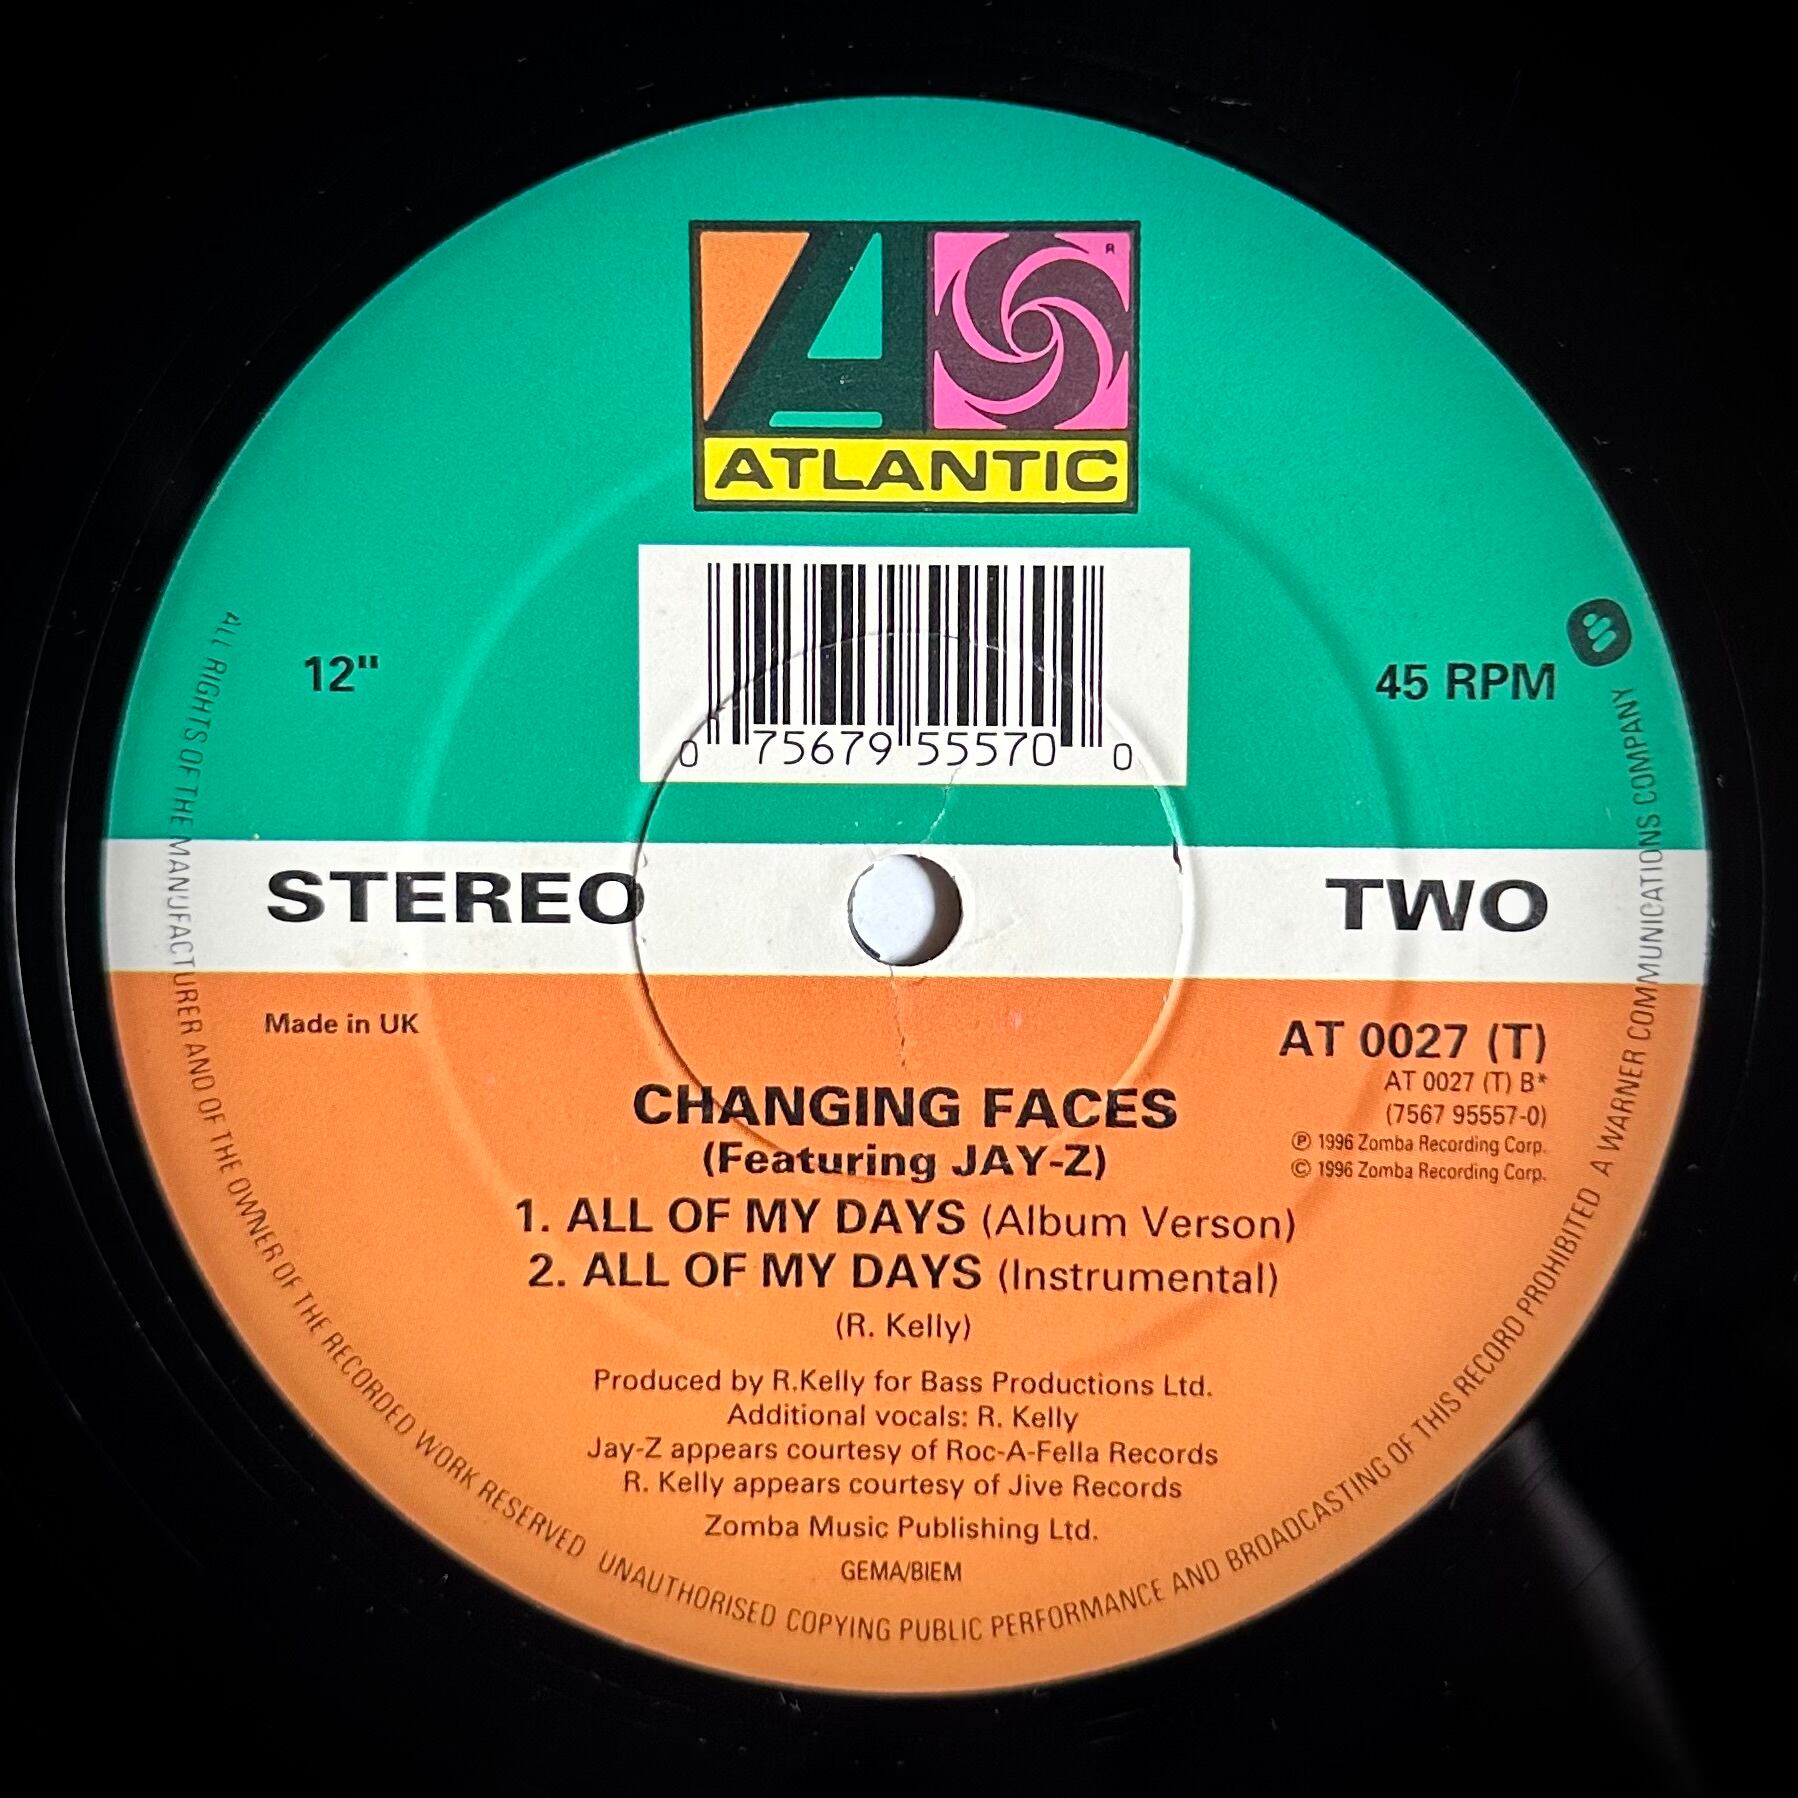 ATLANTIC
R
0 75679 55570 0
12"
45 RPM
STEREO
TWO
Made in UK
AT 0027 (T)
AT 0027 (T) B*
(7567 95557-0)
℗ 1996 Zomba Recording Corp.
© 1996 Zomba Recording Corp.
CHANGING FACES
(Featuring JAY-Z)
1. ALL OF MY DAYS (Album Verson)
2. ALL OF MY DAYS (Instrumental)
(R. Kelly)
Produced by R.Kelly for Bass Productions Ltd.
Additional vocals: R. Kelly
Jay-Z appears courtesy of Roc-A-Fella Records
R. Kelly appears courtesy of Jive Records
Zomba Music Publishing Ltd.
GEMA/BIEM
ALL RIGHTS OF THE MANUFACTURER AND OF THE OWNER OF THE RECORDED WORK RESERVED UNAUTHORISED COPYING PUBLIC PERFORMANCE AND BROADCASTING OF THIS RECORD PROHIBITED A WARNER COMMUNICATIONS COMPANY